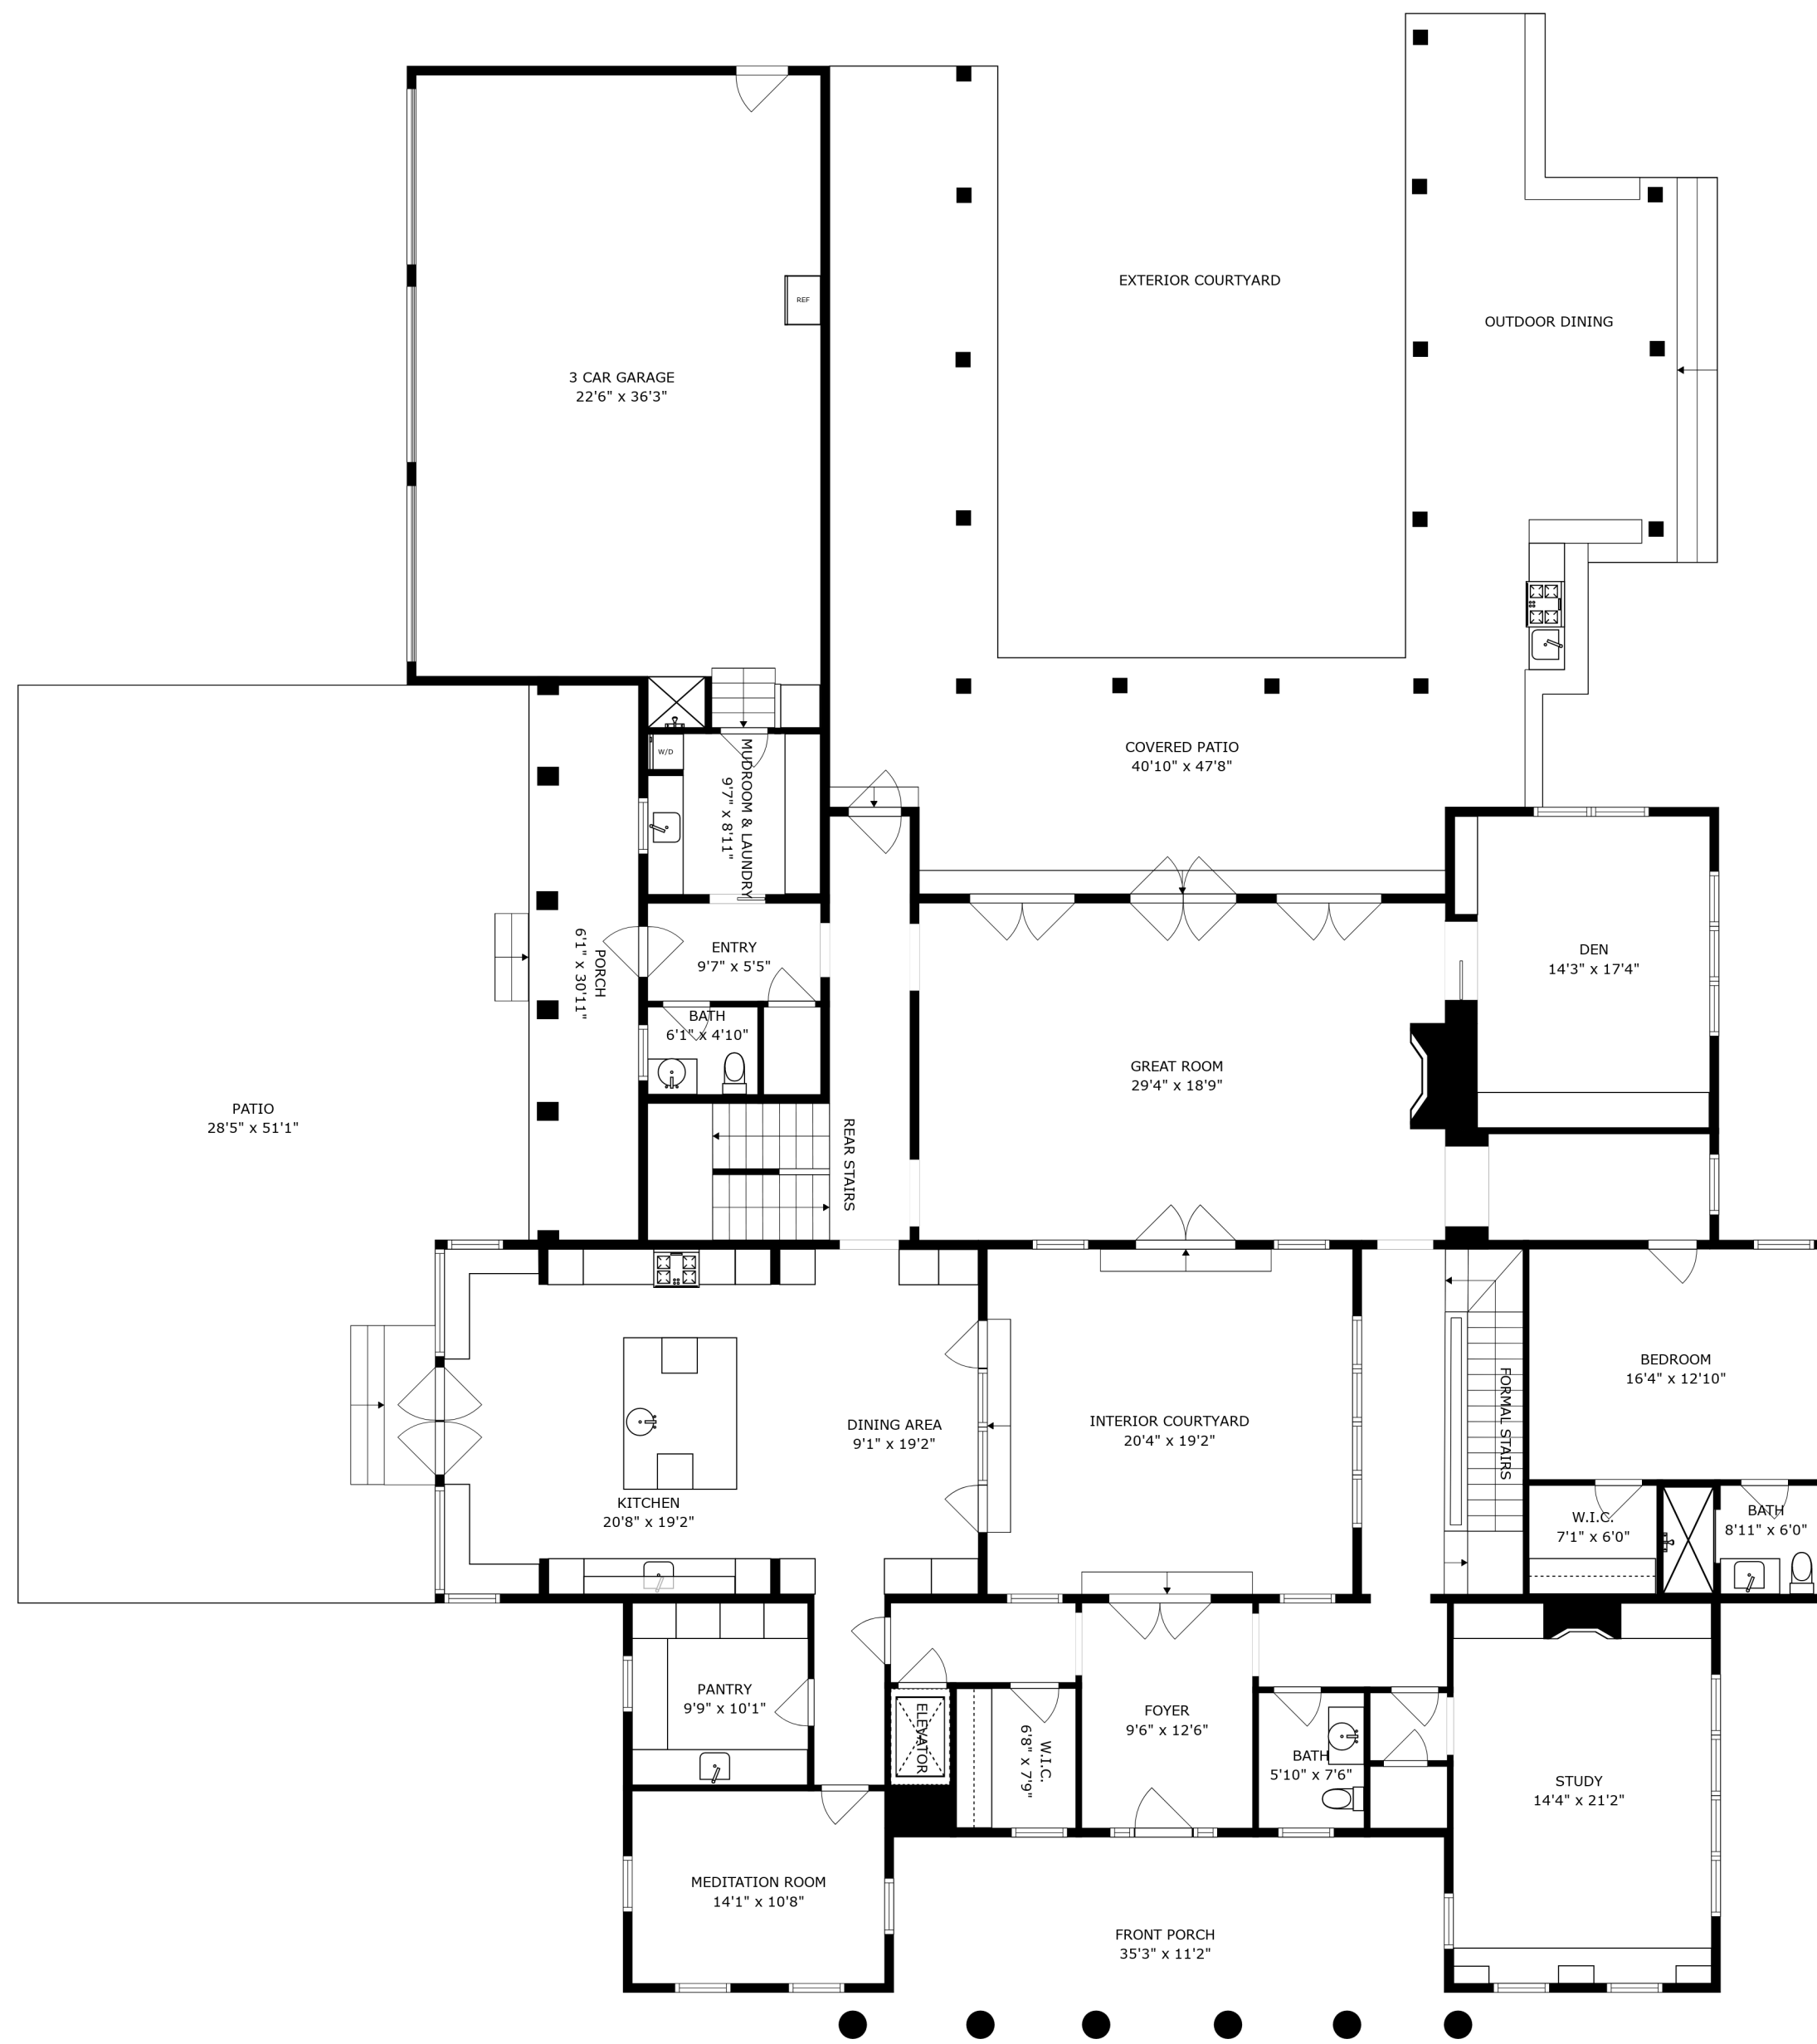 EXTERIOR COURTYARD
REF
OUTDOOR DINING
3 CAR GARAGE
22'6" x 36'3"
COVERED PATIO
40'10" x 47'8"
W/D
MUDROOM & LAUNDRY
9'7" x 8'11"
ENTRY
9'7" x 5'5"
DEN
14'3" x 17'4"
PORCH
6'1" x 30'11"
BATH
6'1" x 4'10"
GREAT ROOM
29'4" x 18'9"
PATIO
28'5" x 51'1"
REAR STAIRS
BEDROOM
16'4" x 12'10"
FORMAL STAIRS
DINING AREA
9'1" x 19'2"
INTERIOR COURTYARD
20'4" x 19'2"
KITCHEN
20'8" x 19'2"
W.I.C.
7'1" x 6'0"
BATH
8'11" x 6'0"
PANTRY
9'9" x 10'1"
ELEVATOR
W.I.C.
6'8" x 7'9"
FOYER
9'6" x 12'6"
BATH
5'10" x 7'6"
STUDY
14'4" x 21'2"
MEDITATION ROOM
14'1" x 10'8"
FRONT PORCH
35'3" x 11'2"